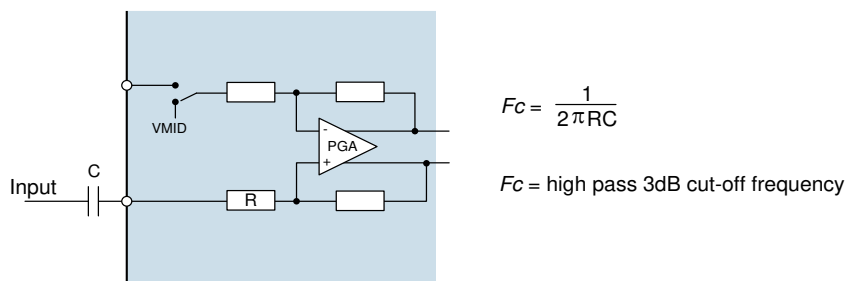 VMID
-
PGA
+
C
Input
R
Fc = 1 / 2πRC
Fc = high pass 3dB cut-off frequency